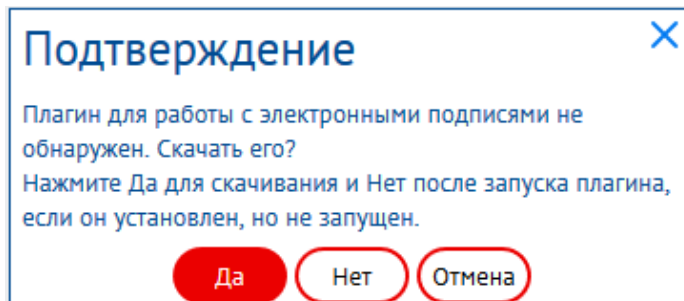 Подтверждение
Плагин для работы с электронными подписями не
обнаружен. Скачать его?
Нажмите Да для скачивания и Нет после запуска плагина,
если он установлен, но не запущен.
Да Нет Отмена